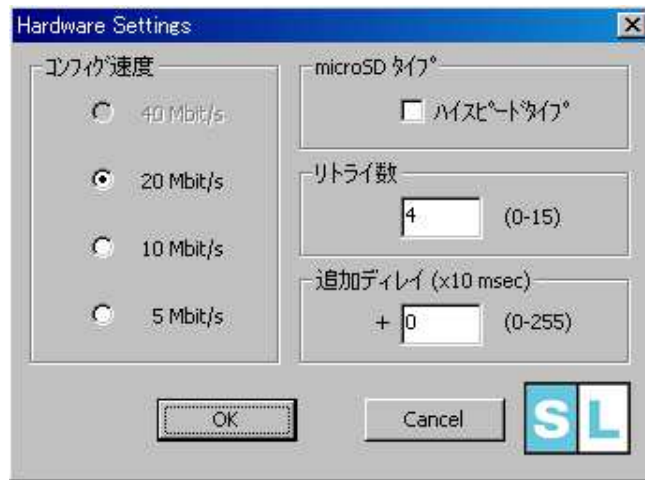 Hardware Settings
ｺﾝﾌｨｸﾞ速度
40 Mbit/s
20 Mbit/s
10 Mbit/s
5 Mbit/s
microSD ﾀｲﾌﾟ
ﾊｲｽﾋﾟｰﾄﾞﾀｲﾌﾟ
リトライ数
4 (0-15)
追加ディレイ (x10 msec)
+ 0 (0-255)
OK
Cancel
SL